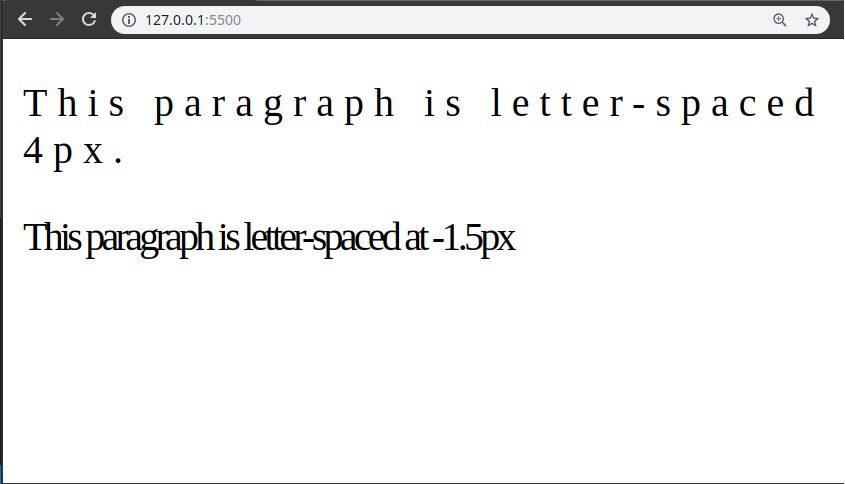 127.0.0.1:5500
This paragraph is letter-spaced
4px.
This paragraph is letter-spaced at -1.5px